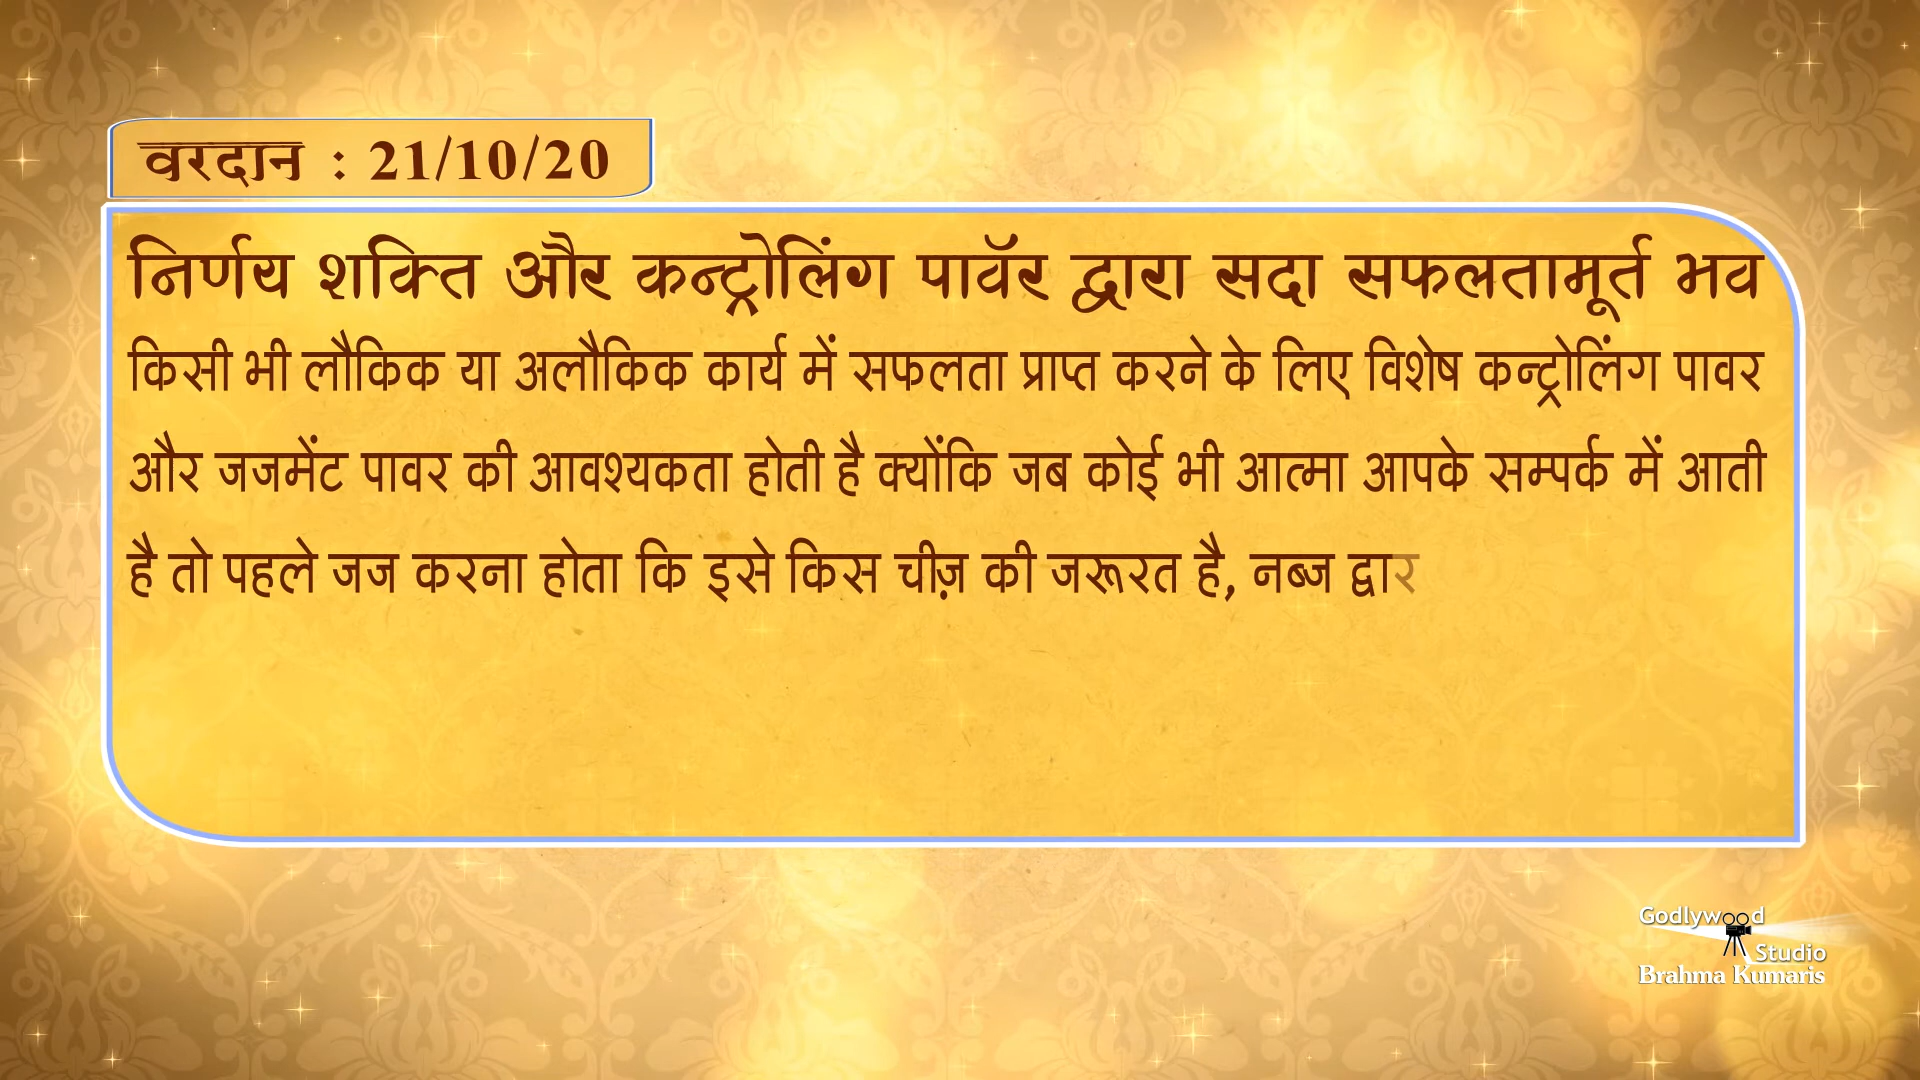 वरदान : 21/10/20
निर्णय शक्ति और कन्ट्रोलिंग पावॅर द्वारा सदा सफलतामूर्त भव
किसी भी लौकिक या अलौकिक कार्य में सफलता प्राप्त करने के लिए विशेष कन्ट्रोलिंग पावर
और जजमेंट पावर की आवश्यकता होती है क्योंकि जब कोई भी आत्मा आपके सम्पर्क में आती
है तो पहले जज करना होता कि इसे किस चीज़ की जरूरत है, नब्ज द्वार
Godlywood
Studio
Brahma Kumaris